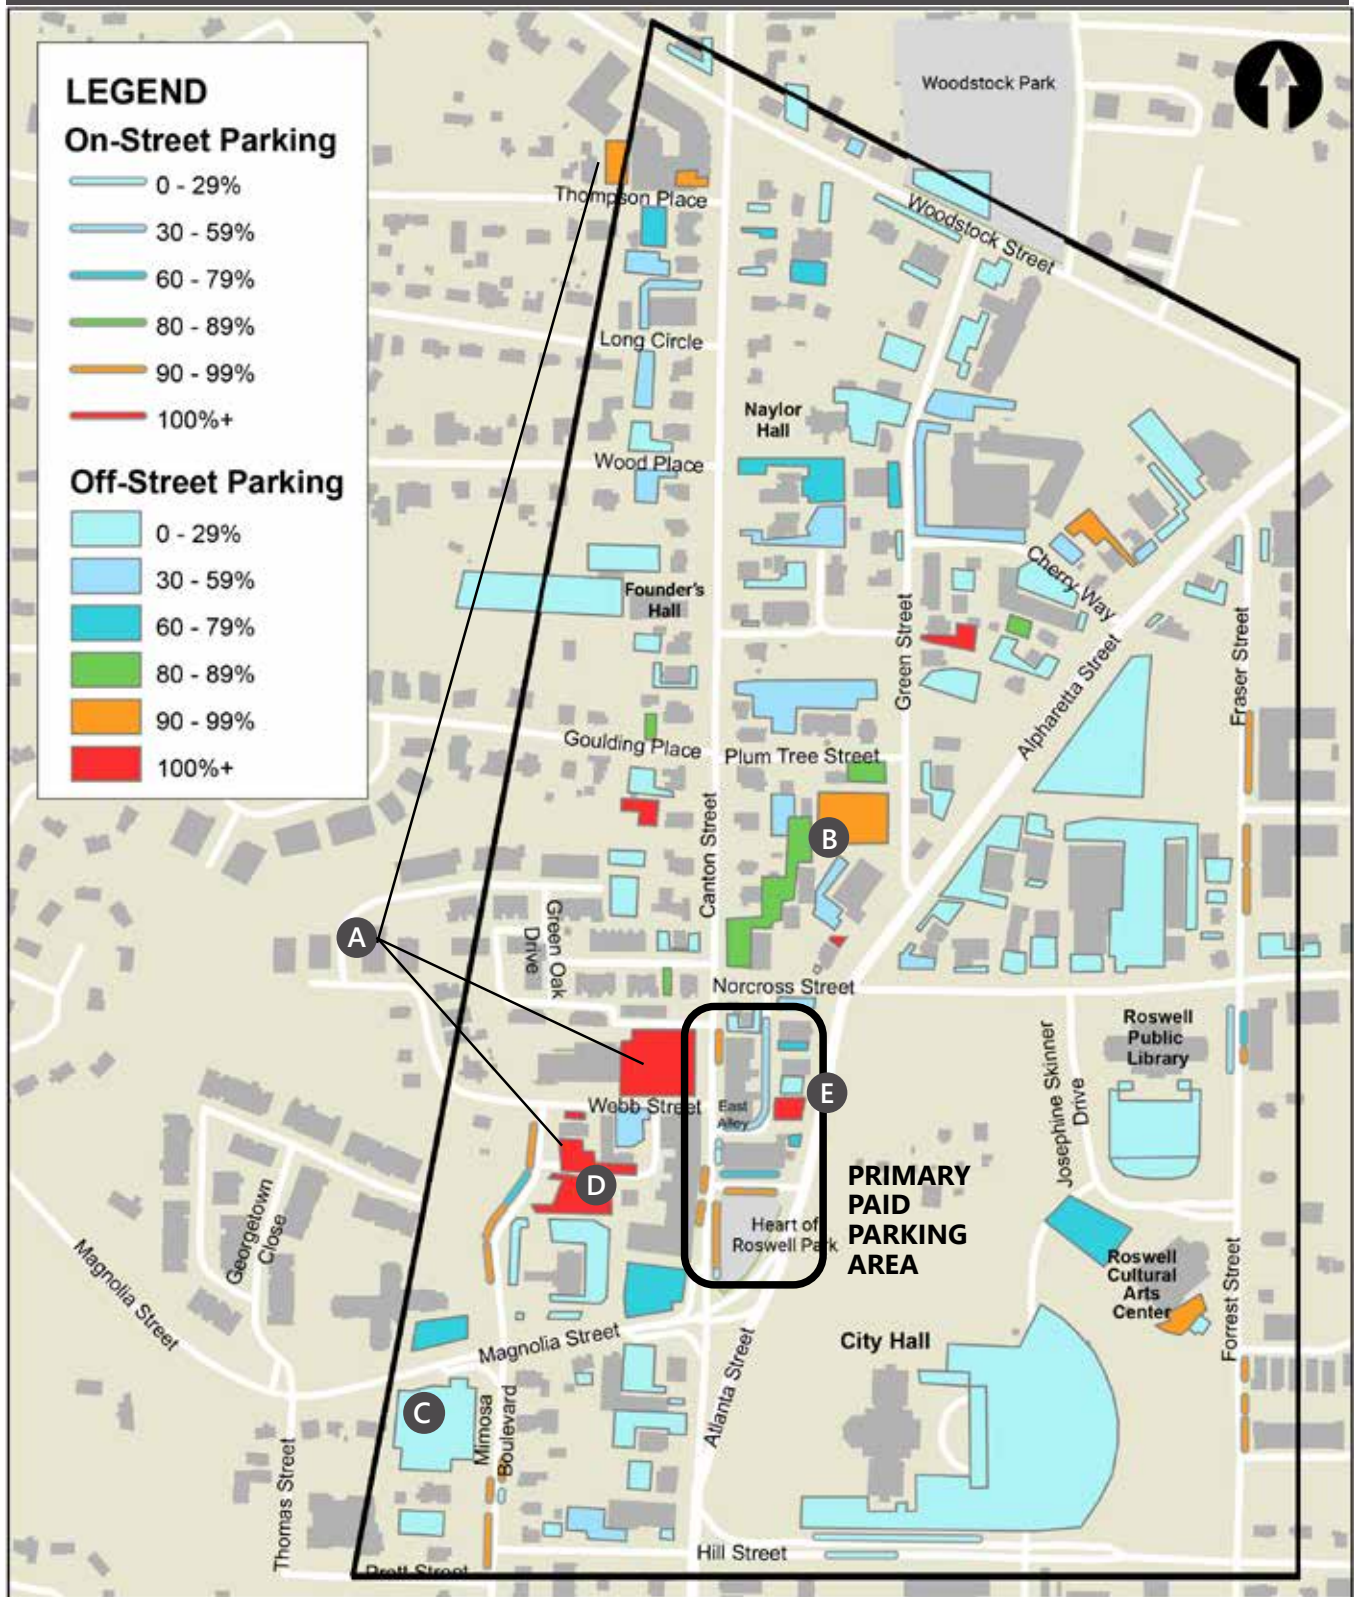 LEGEND
On-Street Parking
0 - 29%
30 - 59%
60 - 79%
80 - 89%
90 - 99%
100%+
Off-Street Parking
0 - 29%
30 - 59%
60 - 79%
80 - 89%
90 - 99%
100%+
Woodstock Park
Thompson Place
Woodstock Street
Long Circle
Naylor
Hall
Wood Place
Cherry Way
Founder's
Hall
Green Street
Alpharetta Street
Fraser Street
Goulding Place
Plum Tree Street
Canton Street
B
A
Green Oak
Drive
Norcross Street
Roswell
Public
Library
Josephine Skinner
Drive
E
Webb Street
East
Alley
D
PRIMARY
PAID
PARKING
AREA
Heart of
Roswell Park
Georgetown
Close
Magnolia Street
Roswell
Cultural
Arts
Center
Forrest Street
Magnolia Street
City Hall
Atlanta Street
C
Mimosa
Boulevard
Thomas Street
Hill Street